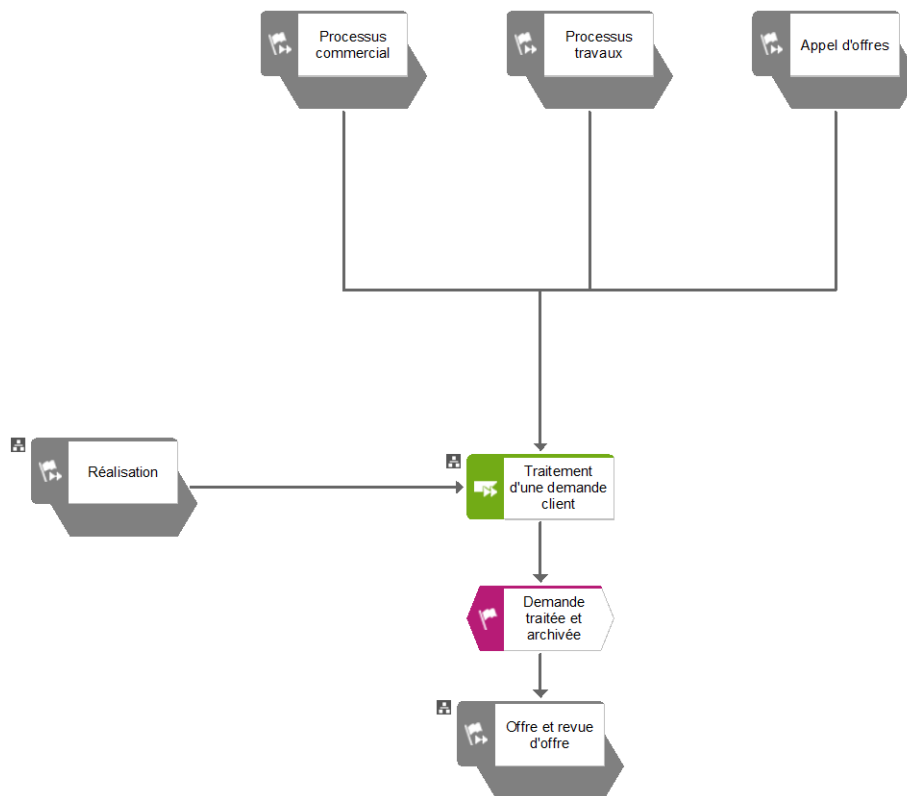 Processus
commercial
Processus
travaux
Appel d'offres
Réalisation
Traitement
d'une demande
client
Demande
traitée et
archivée
Offre et revue
d'offre